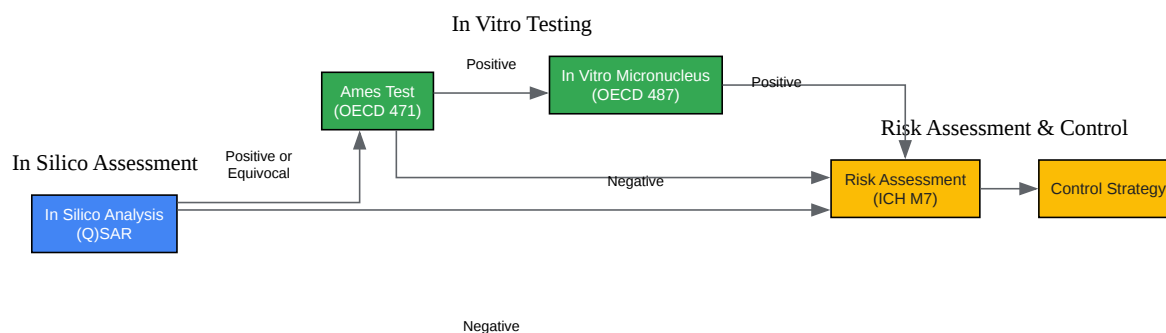 In Vitro Testing
Positive
In Vitro Micronucleus
(OECD 487)
Positive
Ames Test
(OECD 471)
Risk Assessment & Control
In Silico Assessment
Positive or
Equivocal
Negative
Risk Assessment
(ICH M7)
Control Strategy
In Silico Analysis
(Q)SAR
Negative